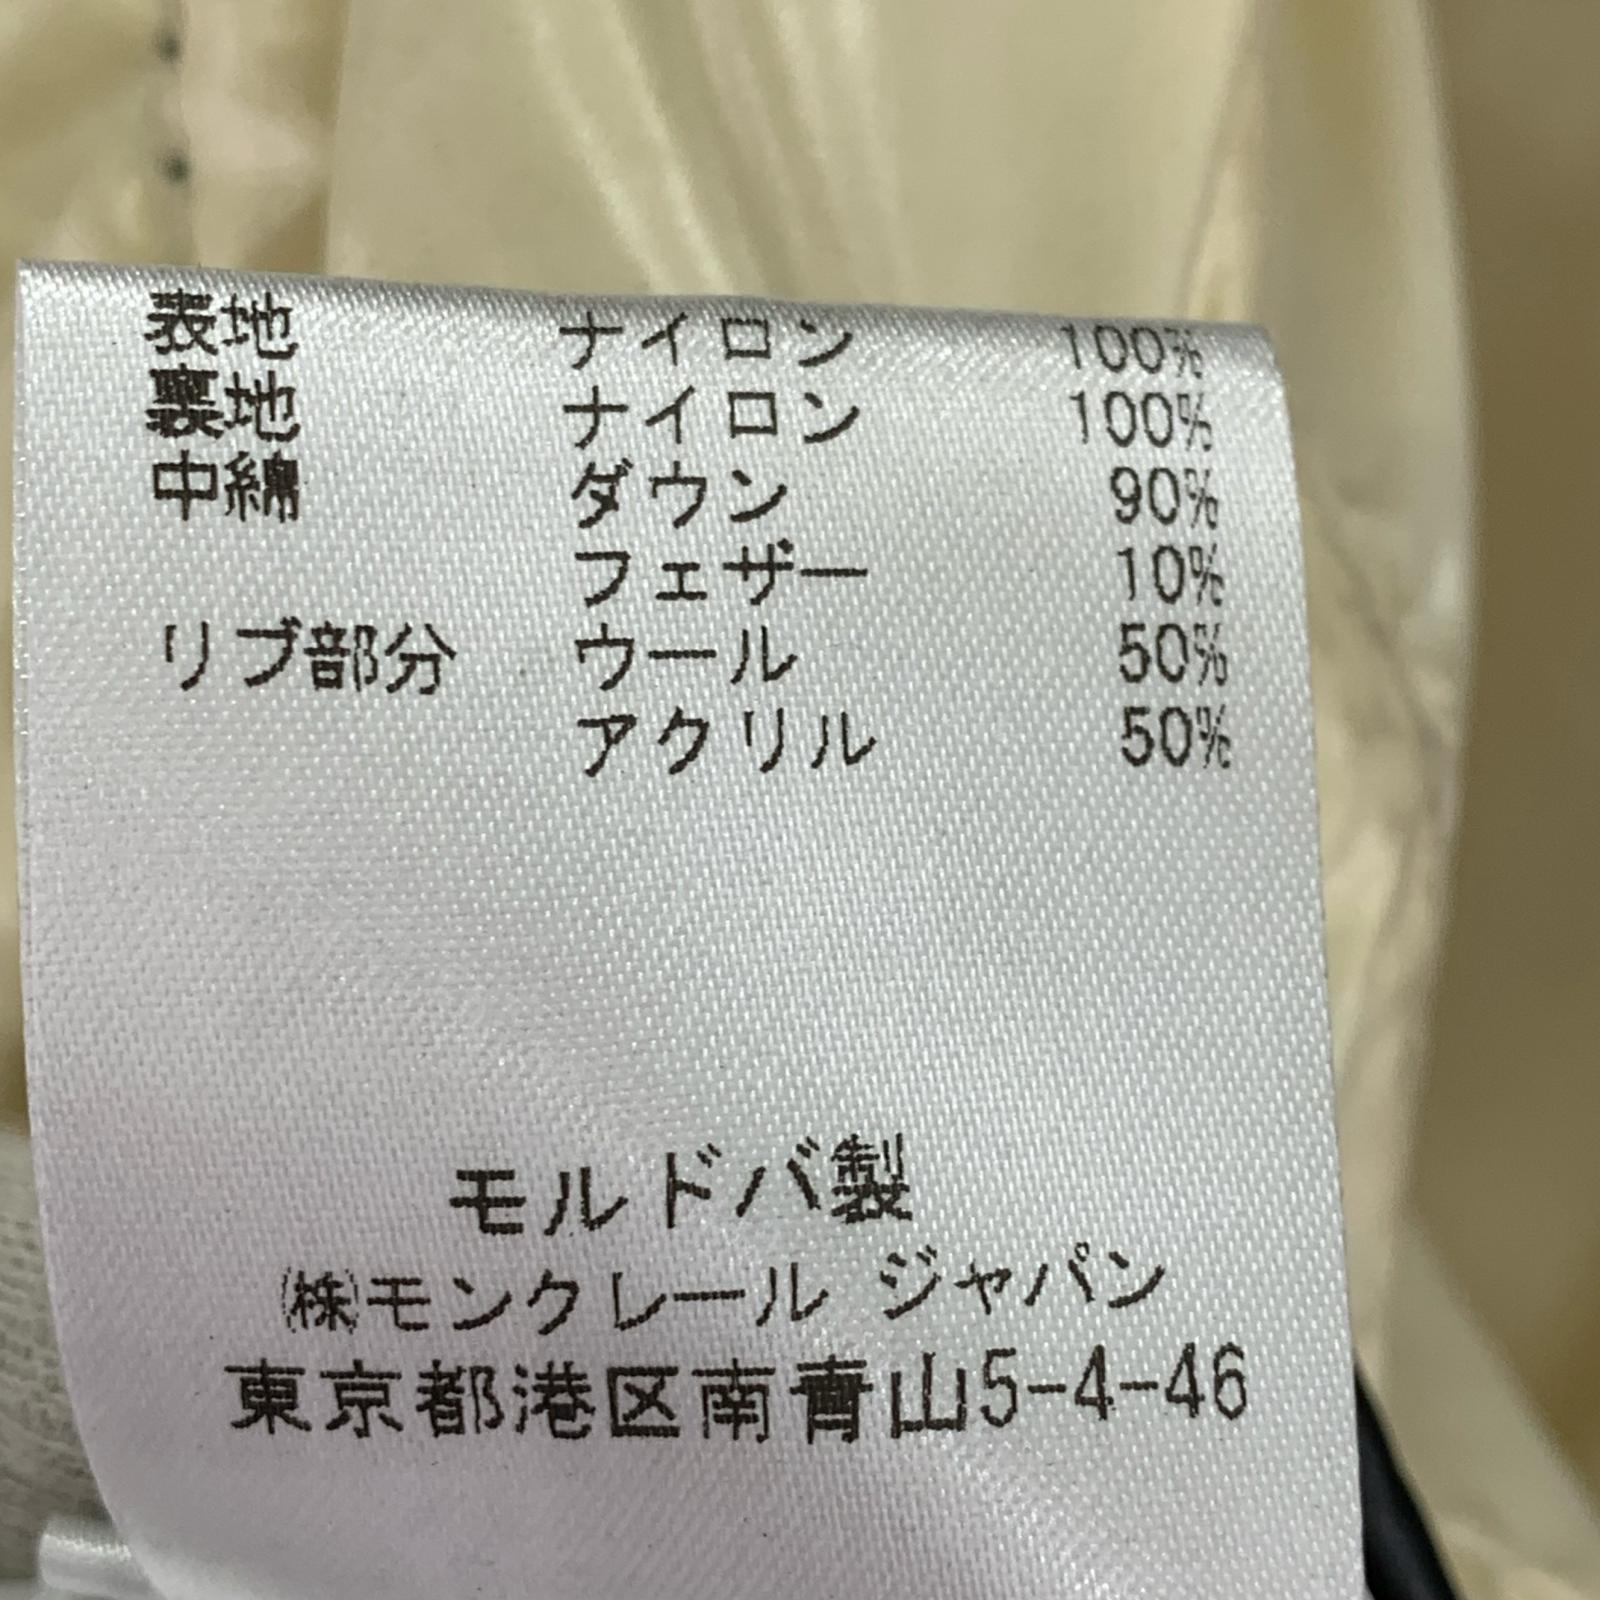 表地 ナイロン 100%
裏地 ナイロン 100%
中綿 ダウン 90%
フェザー 10%
リブ部分 ウール 50%
アクリル 50%
モルドバ製
㈱モンクレール ジャパン
東京都港区南青山5-4-46